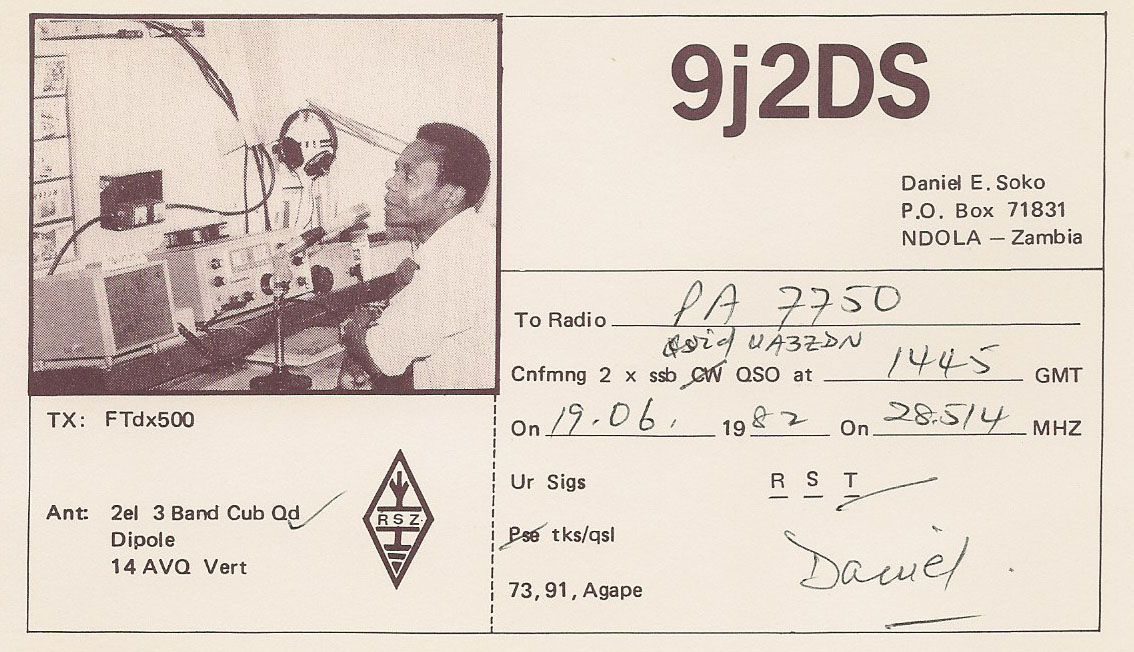 9j2DS
Daniel E. Soko
P.O. Box 71831
NDOLA – Zambia
To Radio PA 7750
UA3ZDN
Cnfmng 2 x ssb CW QSO at 1445 GMT
On 19.06. 1982 On 28.514 MHZ
Ur Sigs R S T
Pse tks/qsl
73, 91, Agape
Daniel
TX: FTdx500
Ant: 2el 3 Band Cub Qd
Dipole
14 AVQ Vert
RSZ